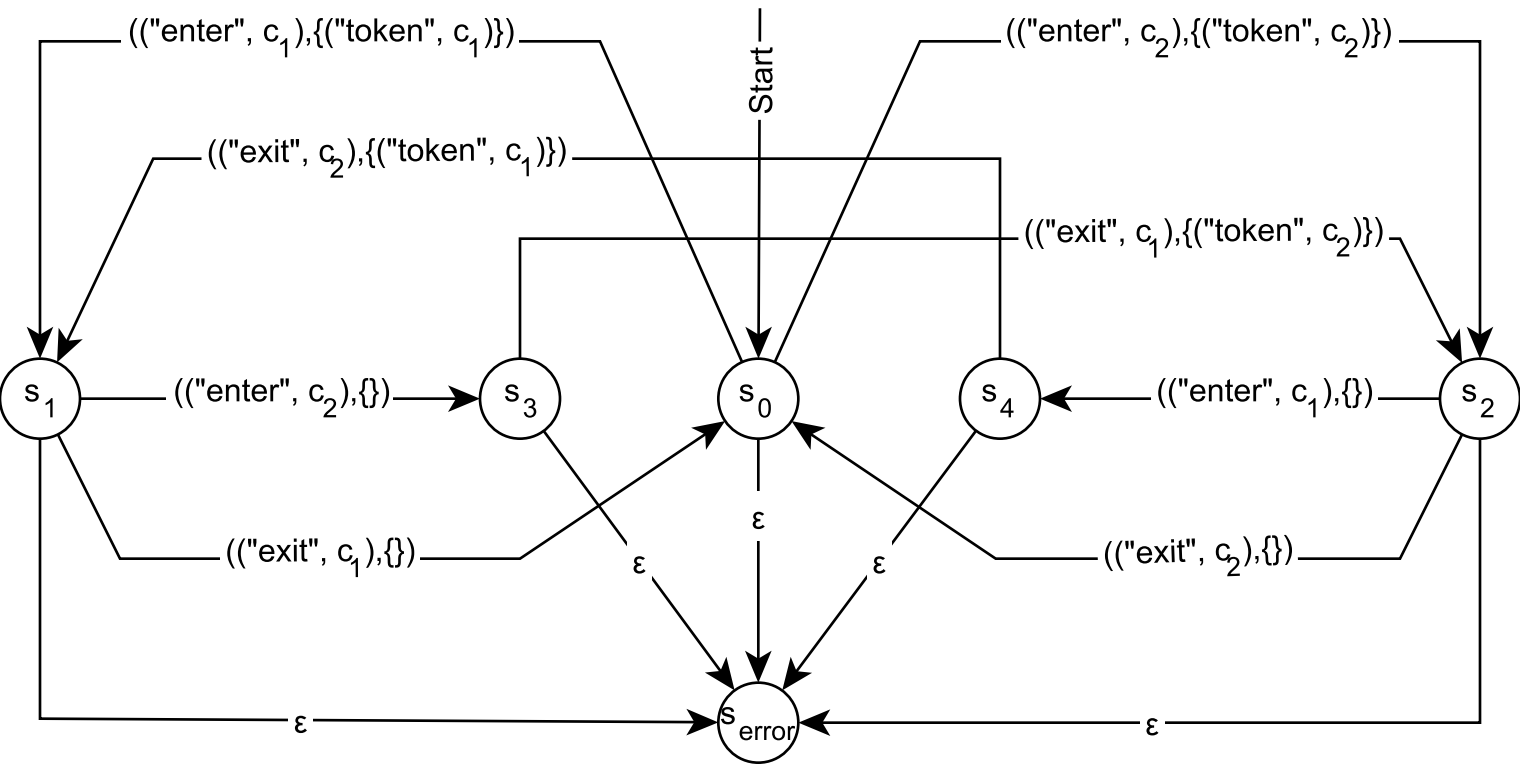 (("enter", c1),{("token", c1)})
Start
(("enter", c2),{("token", c2)})
(("exit", c2),{("token", c1)})
(("exit", c1),{("token", c2)})
s1
(("enter", c2),{})
s3
s0
s4
(("enter", c1),{})
s2
ε
(("exit", c1),{})
ε
ε
(("exit", c2),{})
ε
serror
ε